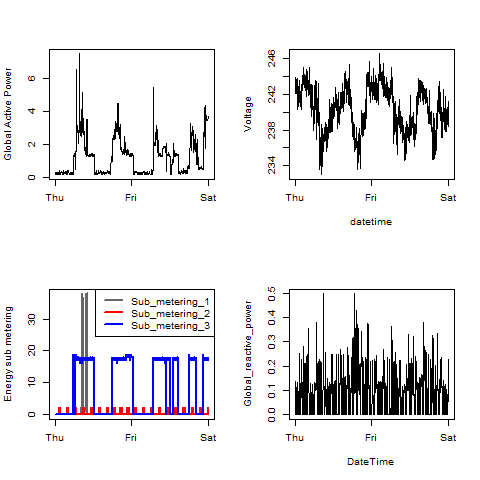 Global Active Power
6
4
2
0
Thu Fri Sat
Voltage
246
242
238
234
Thu Fri Sat
datetime
Energy sub metering
30
20
10
0
Sub_metering_1
Sub_metering_2
Sub_metering_3
Thu Fri Sat
Global_reactive_power
0.5
0.4
0.3
0.2
0.1
0.0
Thu Fri Sat
DateTime